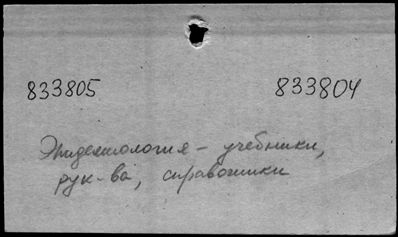 833805 833804
Эпидемиология - учебники,
рук-ва, справочники